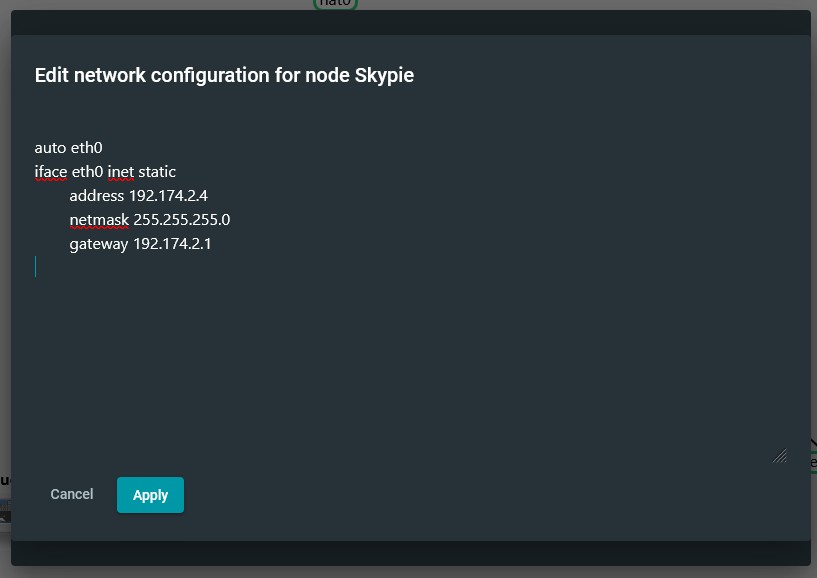 nato
Edit network configuration for node Skypie
auto eth0
iface eth0 inet static
address 192.174.2.4
netmask 255.255.255.0
gateway 192.174.2.1
Cancel
Apply